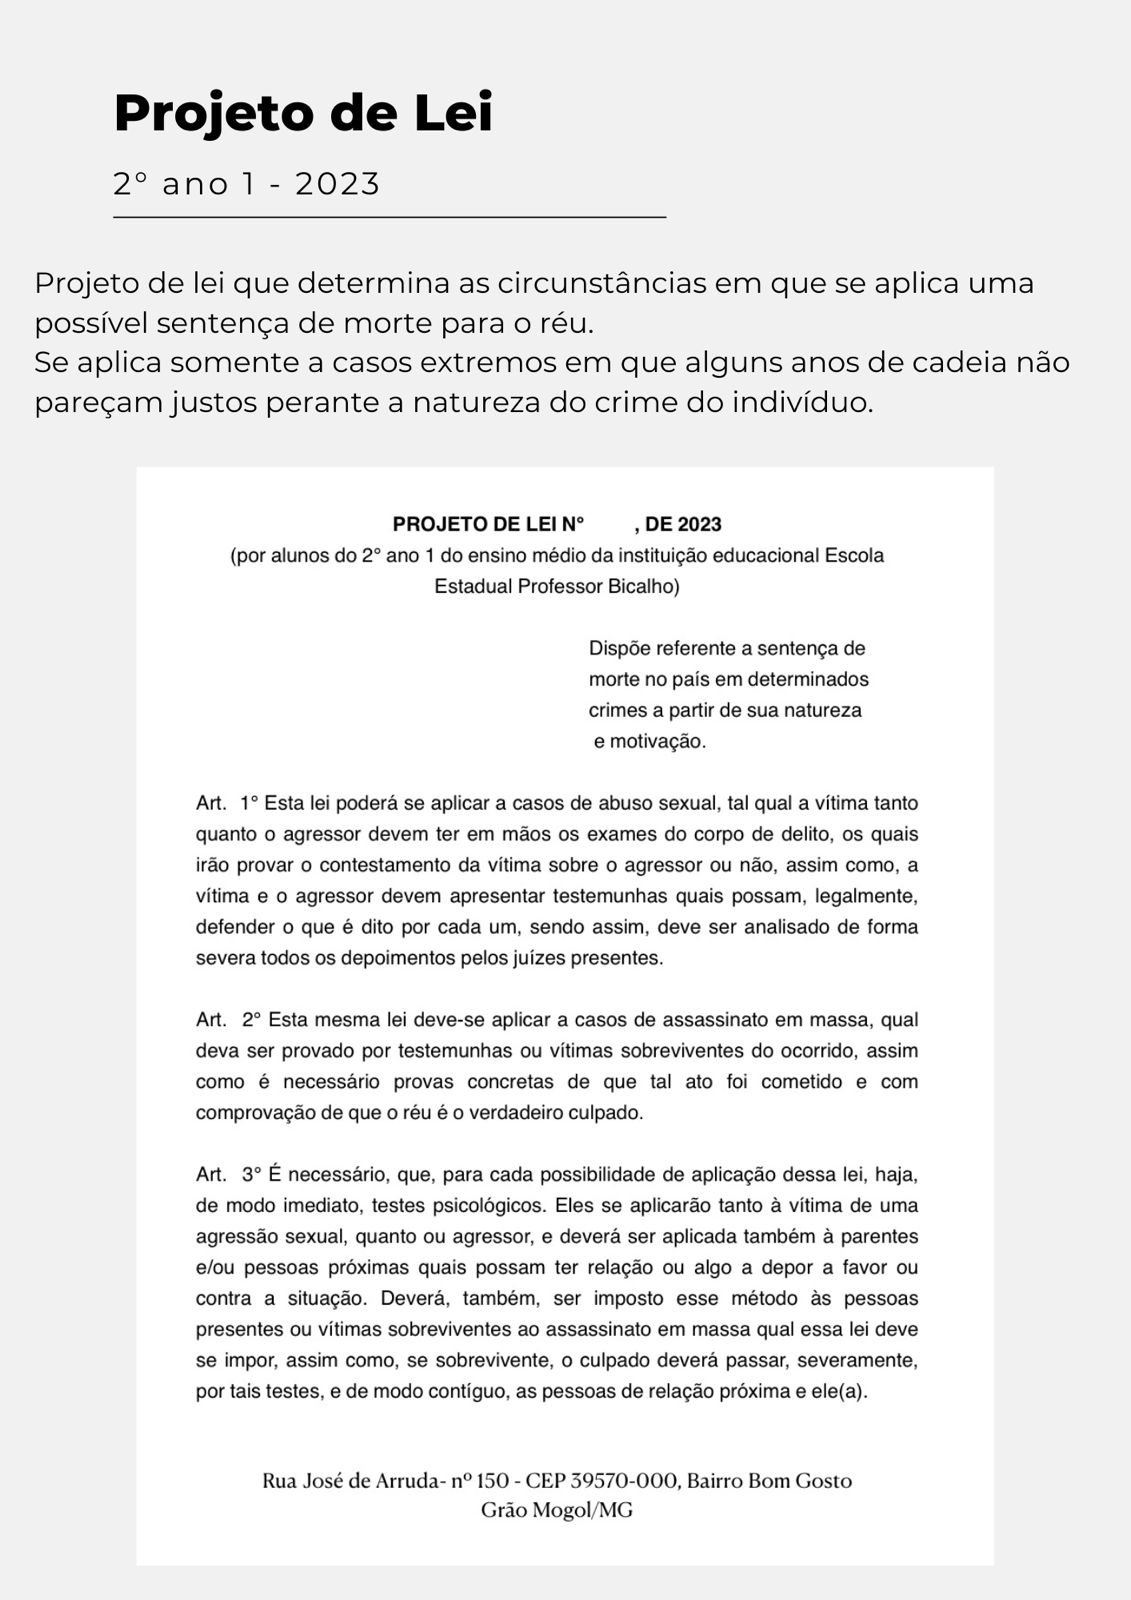 Projeto de Lei
2° ano 1 - 2023
Projeto de lei que determina as circunstâncias em que se aplica uma
possível sentença de morte para o réu.
Se aplica somente a casos extremos em que alguns anos de cadeia não
pareçam justos perante a natureza do crime do indivíduo.
PROJETO DE LEI N° , DE 2023
(por alunos do 2° ano 1 do ensino médio da instituição educacional Escola
Estadual Professor Bicalho)
Dispõe referente a sentença de
morte no país em determinados
crimes a partir de sua natureza
e motivação.
Art. 1° Esta lei poderá se aplicar a casos de abuso sexual, tal qual a vítima tanto
quanto o agressor devem ter em mãos os exames do corpo de delito, os quais
irão provar o contestamento da vítima sobre o agressor ou não, assim como, a
vítima e o agressor devem apresentar testemunhas quais possam, legalmente,
defender o que é dito por cada um, sendo assim, deve ser analisado de forma
severa todos os depoimentos pelos juízes presentes.
Art. 2° Esta mesma lei deve-se aplicar a casos de assassinato em massa, qual
deva ser provado por testemunhas ou vítimas sobreviventes do ocorrido, assim
como é necessário provas concretas de que tal ato foi cometido e com
comprovação de que o réu é o verdadeiro culpado.
Art. 3° É necessário, que, para cada possibilidade de aplicação dessa lei, haja,
de modo imediato, testes psicológicos. Eles se aplicarão tanto à vítima de uma
agressão sexual, quanto ou agressor, e deverá ser aplicada também à parentes
e/ou pessoas próximas quais possam ter relação ou algo a depor a favor ou
contra a situação. Deverá, também, ser imposto esse método às pessoas
presentes ou vítimas sobreviventes ao assassinato em massa qual essa lei deve
se impor, assim como, se sobrevivente, o culpado deverá passar, severamente,
por tais testes, e de modo contíguo, as pessoas de relação próxima e ele(a).
Rua José de Arruda- nº 150 - CEP 39570-000, Bairro Bom Gosto
Grão Mogol/MG